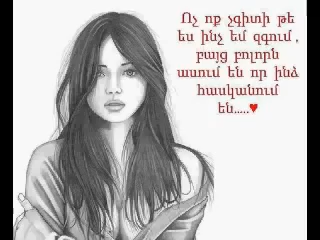 Ոչ ոք չգիտի թե
ես ինչ եմ զգում,
բայց բոլորն
ասում են որ ինձ
հասկանում
են.....♥